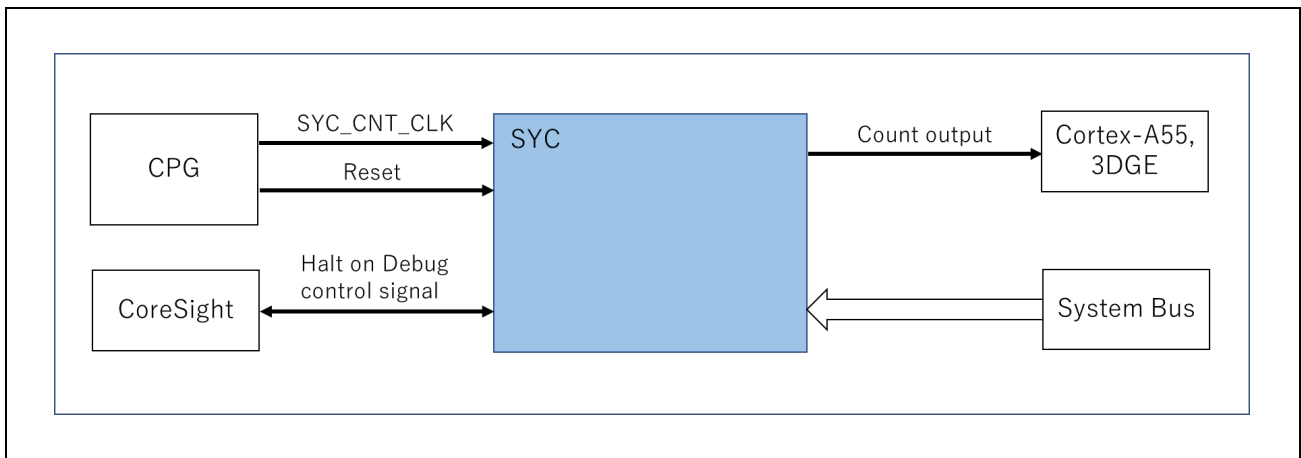 CPG
SYC_CNT_CLK
Reset
SYC
Count output
Cortex-A55,
3DGE
CoreSight
Halt on Debug
control signal
System Bus